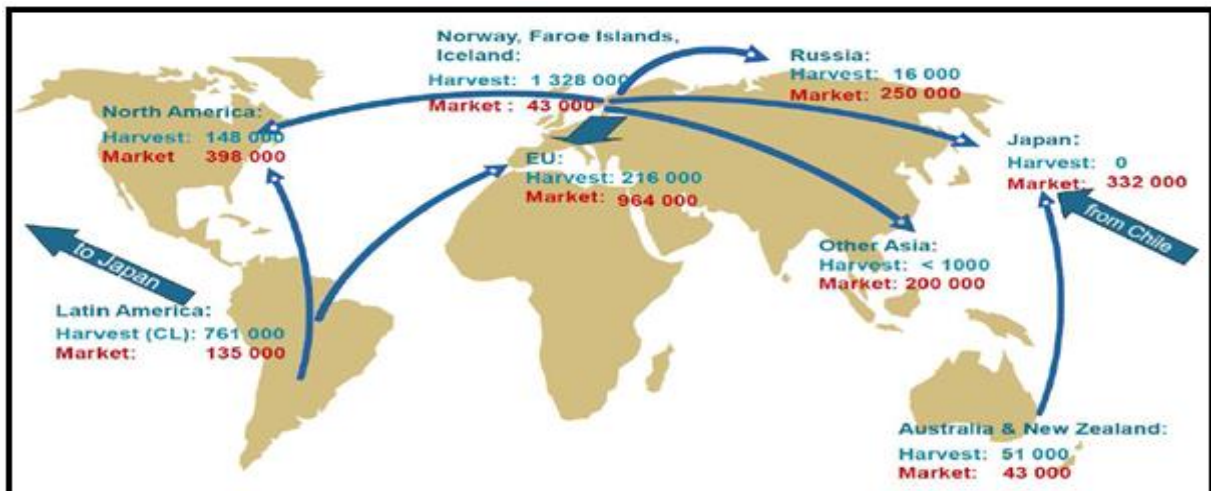 Norway, Faroe Islands,
Iceland:
Harvest: 1 328 000
Market : 43 000
Russia:
Harvest: 16 000
Market: 250 000
North America:
Harvest: 148 000
Market 398 000
EU:
Harvest: 216 000
Market: 964 000
Japan:
Harvest: 0
Market: 332 000
from Chile
to Japan
Other Asia:
Harvest: < 1000
Market: 200 000
Latin America:
Harvest (CL): 761 000
Market: 135 000
Australia & New Zealand:
Harvest: 51 000
Market: 43 000